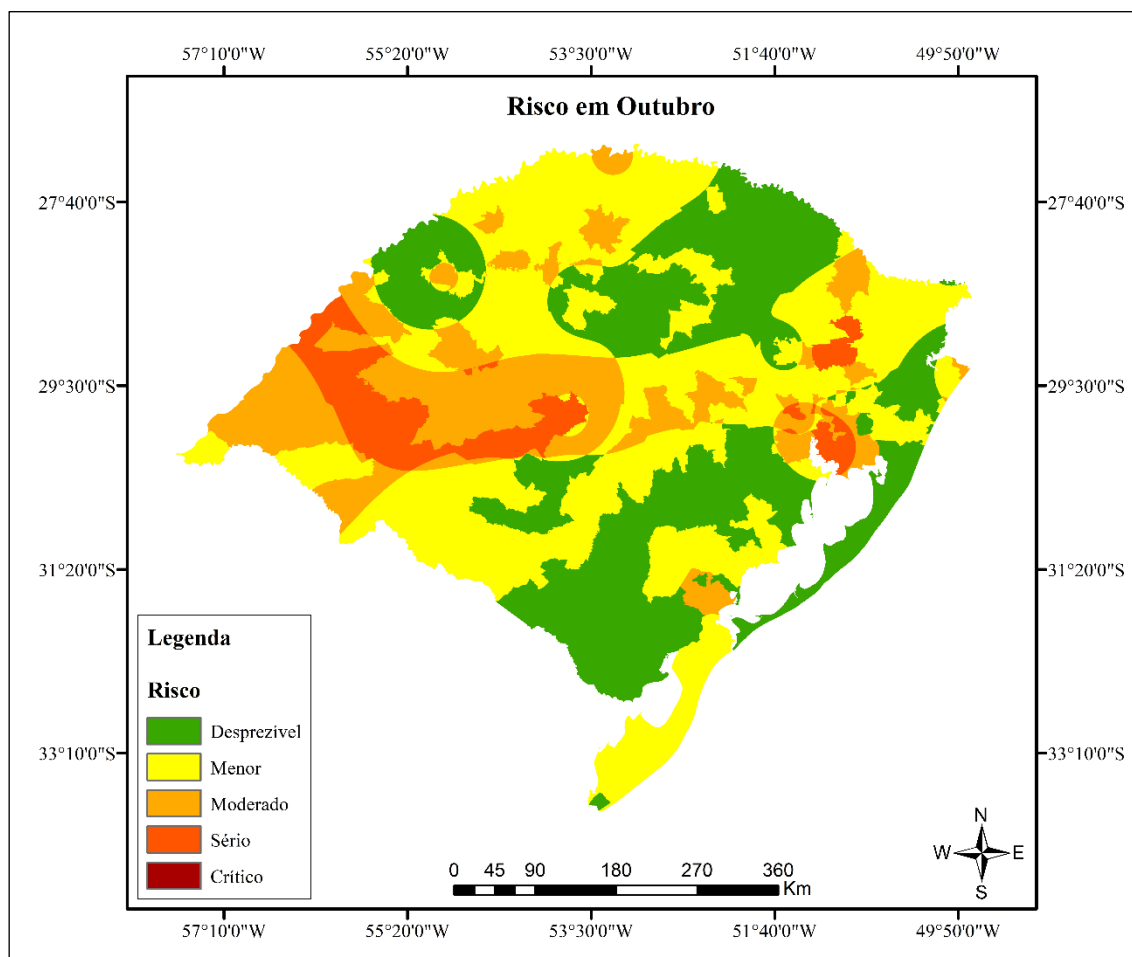 57°10'0"W 55°20'0"W 53°30'0"W 51°40'0"W 49°50'0"W
Risco em Outubro
27°40'0"S 27°40'0"S
29°30'0"S 29°30'0"S
31°20'0"S 31°20'0"S
33°10'0"S 33°10'0"S
Legenda
Risco
Desprezível
Menor
Moderado
Sério
Crítico
0 45 90 180 270 360
Km
N
W E
S
57°10'0"W 55°20'0"W 53°30'0"W 51°40'0"W 49°50'0"W